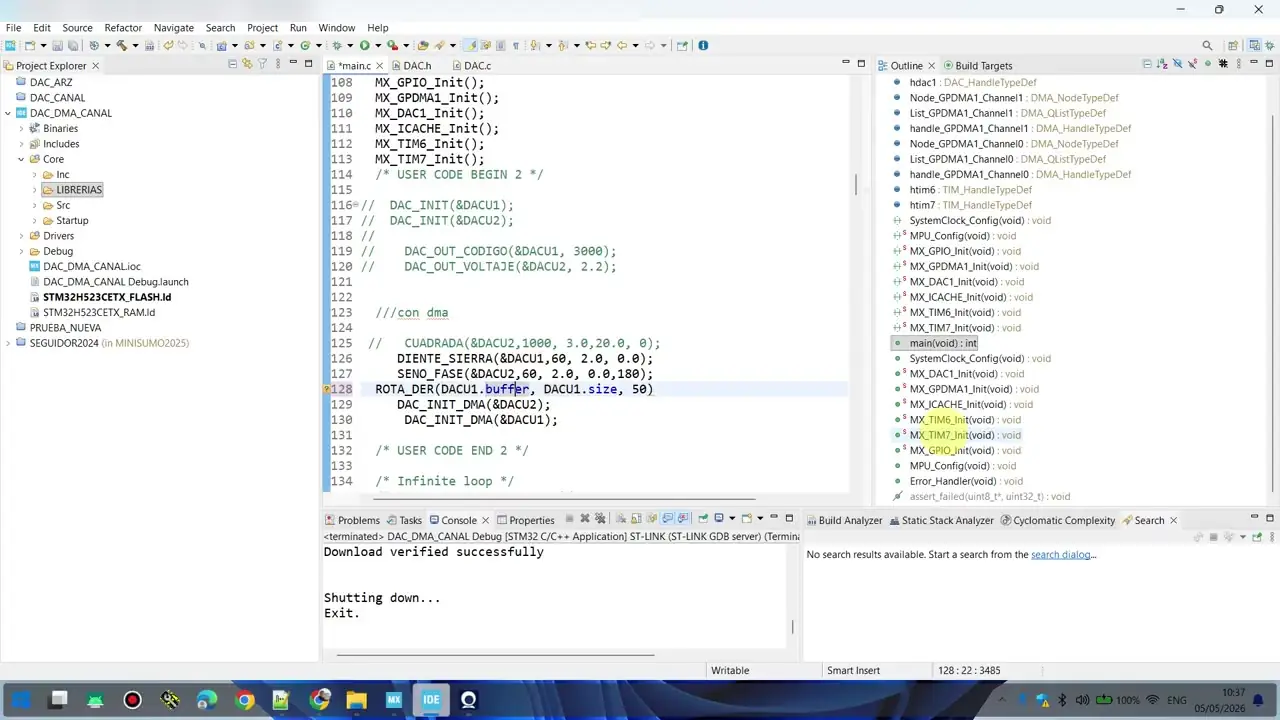 File Edit Source Refactor Navigate Search Project Run Window Help
Project Explorer
DAC_ARZ
DAC_CANAL
DAC_DMA_CANAL
Binaries
Includes
Core
Inc
LIBRERIAS
Src
Startup
Drivers
Debug
DAC_DMA_CANAL.ioc
DAC_DMA_CANAL Debug.launch
STM32H523CETX_FLASH.ld
STM32H523CETX_RAM.ld
PRUEBA_NUEVA
SEGUIDOR2024 (in MINISUMO2025)
*main.c DAC.h DAC.c
108 MX_GPIO_Init();
109 MX_GPDMA1_Init();
110 MX_DAC1_Init();
111 MX_ICACHE_Init();
112 MX_TIM6_Init();
113 MX_TIM7_Init();
114 /* USER CODE BEGIN 2 */
115
116 // DAC_INIT(&DACU1);
117 // DAC_INIT(&DACU2);
118 //
119 // DAC_OUT_CODIGO(&DACU1, 3000);
120 // DAC_OUT_VOLTAJE(&DACU2, 2.2);
121
122
123 ///con dma
124
125 // CUADRADA(&DACU2,1000, 3.0,20.0, 0);
126 DIENTE_SIERRA(&DACU1,60, 2.0, 0.0);
127 SENO_FASE(&DACU2,60, 2.0, 0.0,180);
128 ROTA_DER(DACU1.buffer, DACU1.size, 50)
129 DAC_INIT_DMA(&DACU2);
130 DAC_INIT_DMA(&DACU1);
131
132 /* USER CODE END 2 */
133
134 /* Infinite loop */
Outline Build Targets
hdac1 : DAC_HandleTypeDef
Node_GPDMA1_Channel1 : DMA_NodeTypeDef
List_GPDMA1_Channel1 : DMA_QListTypeDef
handle_GPDMA1_Channel1 : DMA_HandleTypeDef
Node_GPDMA1_Channel0 : DMA_NodeTypeDef
List_GPDMA1_Channel0 : DMA_QListTypeDef
handle_GPDMA1_Channel0 : DMA_HandleTypeDef
htim6 : TIM_HandleTypeDef
htim7 : TIM_HandleTypeDef
SystemClock_Config(void) : void
MPU_Config(void) : void
MX_GPIO_Init(void) : void
MX_GPDMA1_Init(void) : void
MX_DAC1_Init(void) : void
MX_ICACHE_Init(void) : void
MX_TIM6_Init(void) : void
MX_TIM7_Init(void) : void
main(void) : int
SystemClock_Config(void) : void
MX_DAC1_Init(void) : void
MX_GPDMA1_Init(void) : void
MX_ICACHE_Init(void) : void
MX_TIM6_Init(void) : void
MX_TIM7_Init(void) : void
MX_GPIO_Init(void) : void
MPU_Config(void) : void
Error_Handler(void) : void
assert_failed(uint8_t*, uint32_t) : void
Problems Tasks Console Properties
<terminated> DAC_DMA_CANAL Debug [STM32 C/C++ Application] ST-LINK (ST-LINK GDB server) (Termina
Download verified successfully
Shutting down...
Exit.
Build Analyzer Static Stack Analyzer Cyclomatic Complexity Search
No search results available. Start a search from the search dialog...
Writable Smart Insert 128 : 22 : 3485
MX IDE 100% ENG 10:37
05/05/2026